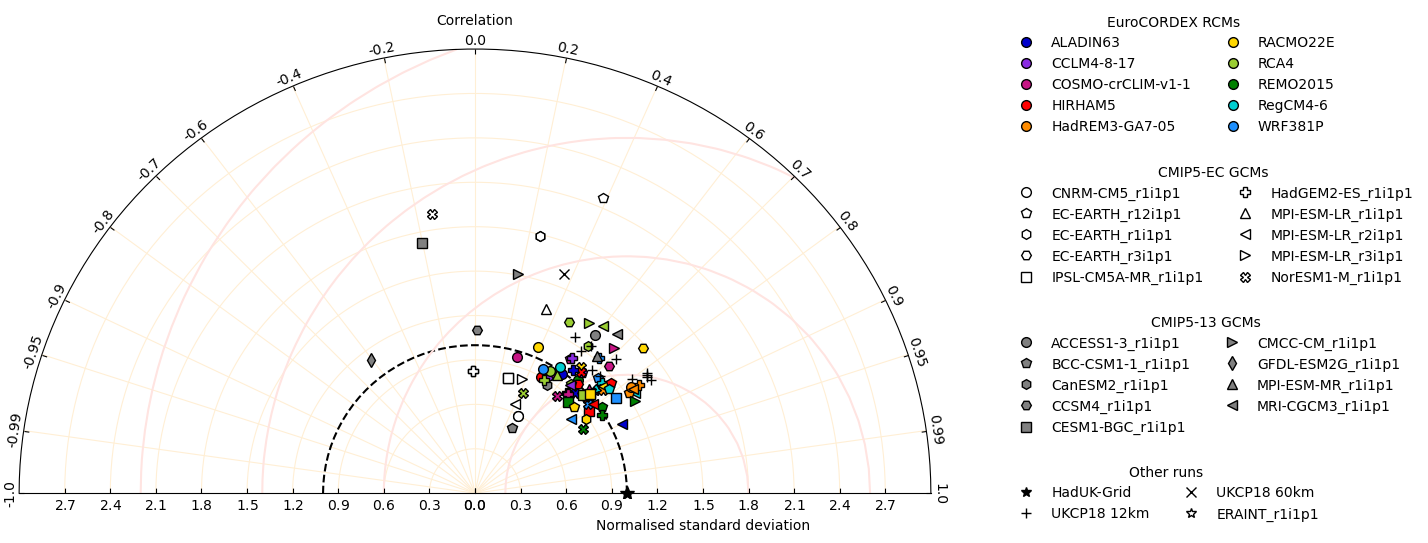 Correlation
0.0
-0.2
0.2
-0.4
0.4
-0.6
0.6
-0.7
0.7
-0.8
0.8
-0.9
0.9
-0.95
0.95
-0.99
0.99
-1.0
1.0
2.7 2.4 2.1 1.8 1.5 1.2 0.9 0.6 0.3 0.0 0.3 0.6 0.9 1.2 1.5 1.8 2.1 2.4 2.7
Normalised standard deviation
EuroCORDEX RCMs
ALADIN63 RACMO22E
CCLM4-8-17 RCA4
COSMO-crCLIM-v1-1 REMO2015
HIRHAM5 RegCM4-6
HadREM3-GA7-05 WRF381P
CMIP5-EC GCMs
CNRM-CM5_r1i1p1 HadGEM2-ES_r1i1p1
EC-EARTH_r12i1p1 MPI-ESM-LR_r1i1p1
EC-EARTH_r1i1p1 MPI-ESM-LR_r2i1p1
EC-EARTH_r3i1p1 MPI-ESM-LR_r3i1p1
IPSL-CM5A-MR_r1i1p1 NorESM1-M_r1i1p1
CMIP5-13 GCMs
ACCESS1-3_r1i1p1 CMCC-CM_r1i1p1
BCC-CSM1-1_r1i1p1 GFDL-ESM2G_r1i1p1
CanESM2_r1i1p1 MPI-ESM-MR_r1i1p1
CCSM4_r1i1p1 MRI-CGCM3_r1i1p1
CESM1-BGC_r1i1p1
Other runs
HadUK-Grid UKCP18 60km
UKCP18 12km ERAINT_r1i1p1